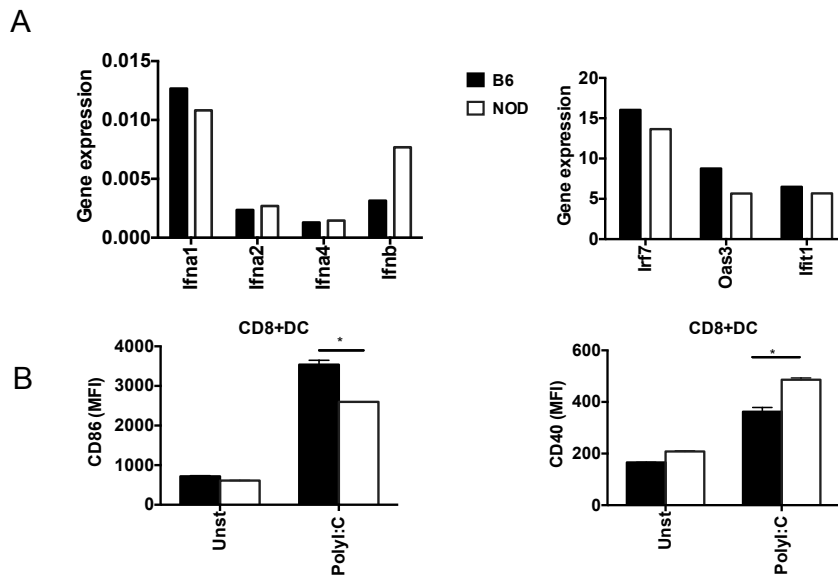 A
Gene expression
0.015
0.010
0.005
0.000
Ifna1
Ifna2
Ifna4
Ifnb
B6
NOD
Gene expression
20
15
10
5
0
Irf7
Oas3
Ifit1
B
CD8+DC
CD86 (MFI)
4000
3000
2000
1000
0
*
Unst
PolyI:C
CD8+DC
CD40 (MFI)
600
400
200
0
*
Unst
PolyI:C